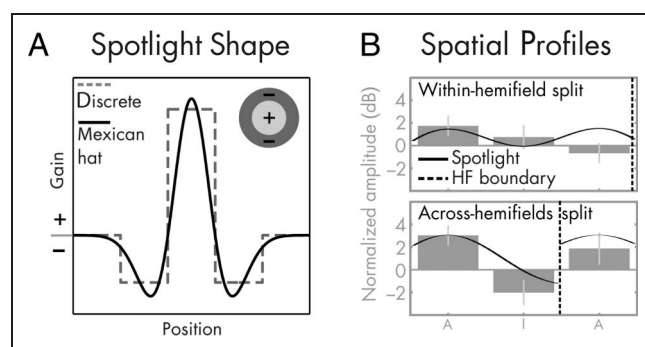 A Spotlight Shape
Discrete
Mexican
hat
+
−
+
−
Gain
+
−
Position
B Spatial Profiles
Normalized amplitude (dB)
Within-hemifield split
4
2
0
−2
Spotlight
HF boundary
Across-hemifields split
4
2
0
−2
A I A